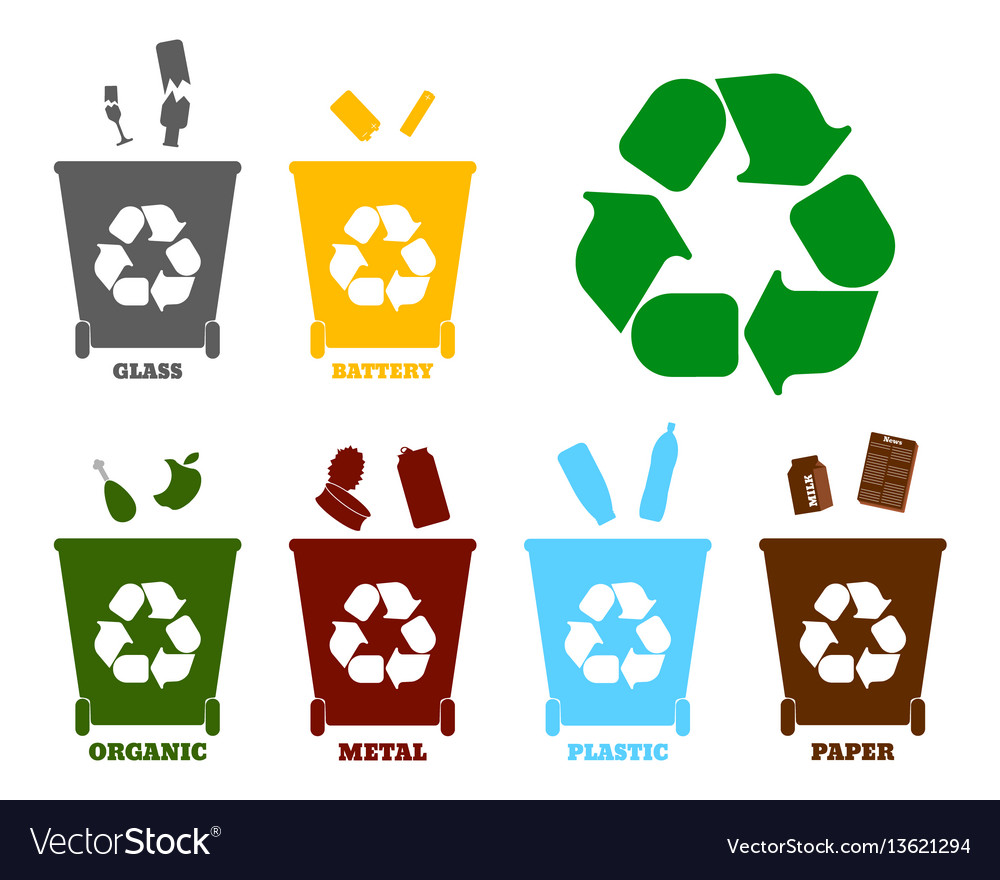 GLASS
BATTERY
News
MILK
ORGANIC
METAL
PLASTIC
PAPER
VectorStock®
VectorStock.com/13621294